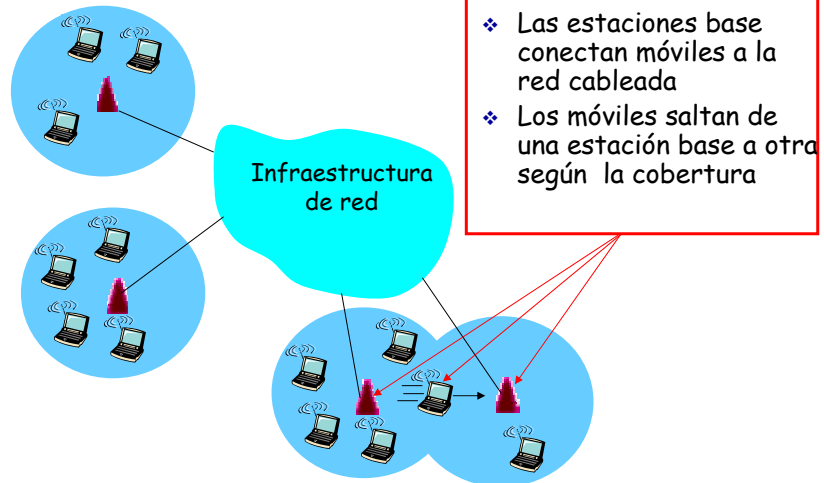 ❖ Las estaciones base
conectan móviles a la
red cableada
❖ Los móviles saltan de
una estación base a otra
según la cobertura
Infraestructura
de red